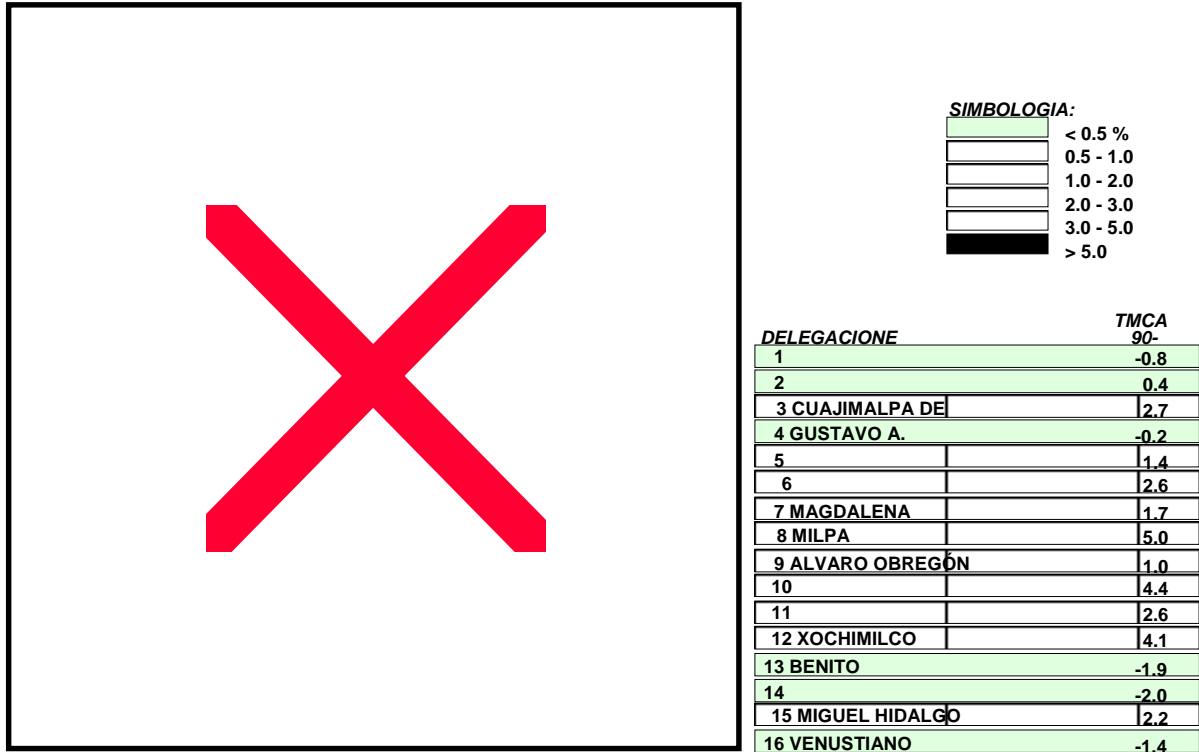 SIMBOLOGIA:
< 0.5 %
0.5 - 1.0
1.0 - 2.0
2.0 - 3.0
3.0 - 5.0
> 5.0
TMCA
DELEGACIONE 90-
1 -0.8
2 0.4
3 CUAJIMALPA DE 2.7
4 GUSTAVO A. -0.2
5 1.4
6 2.6
7 MAGDALENA 1.7
8 MILPA 5.0
9 ALVARO OBREGÓN 1.0
10 4.4
11 2.6
12 XOCHIMILCO 4.1
13 BENITO -1.9
14 -2.0
15 MIGUEL HIDALGO 2.2
16 VENUSTIANO -1.4